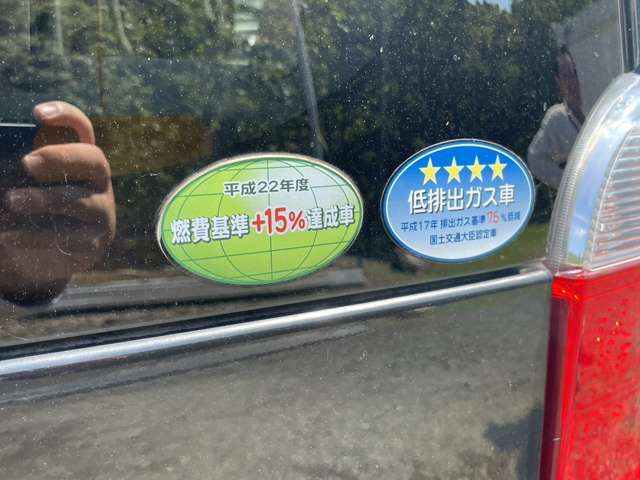 平成22年度
燃費基準+15%達成車
低排出ガス車
平成17年 排出ガス基準 75%低減
国土交通大臣認定車